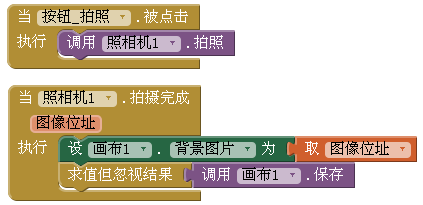 当 按钮_拍照 .被点击
执行 调用 照相机1 .拍照
当 照相机1 .拍摄完成
图像位址
执行 设 画布1 . 背景图片 为 取 图像位址
求值但忽视结果 调用 画布1 .保存